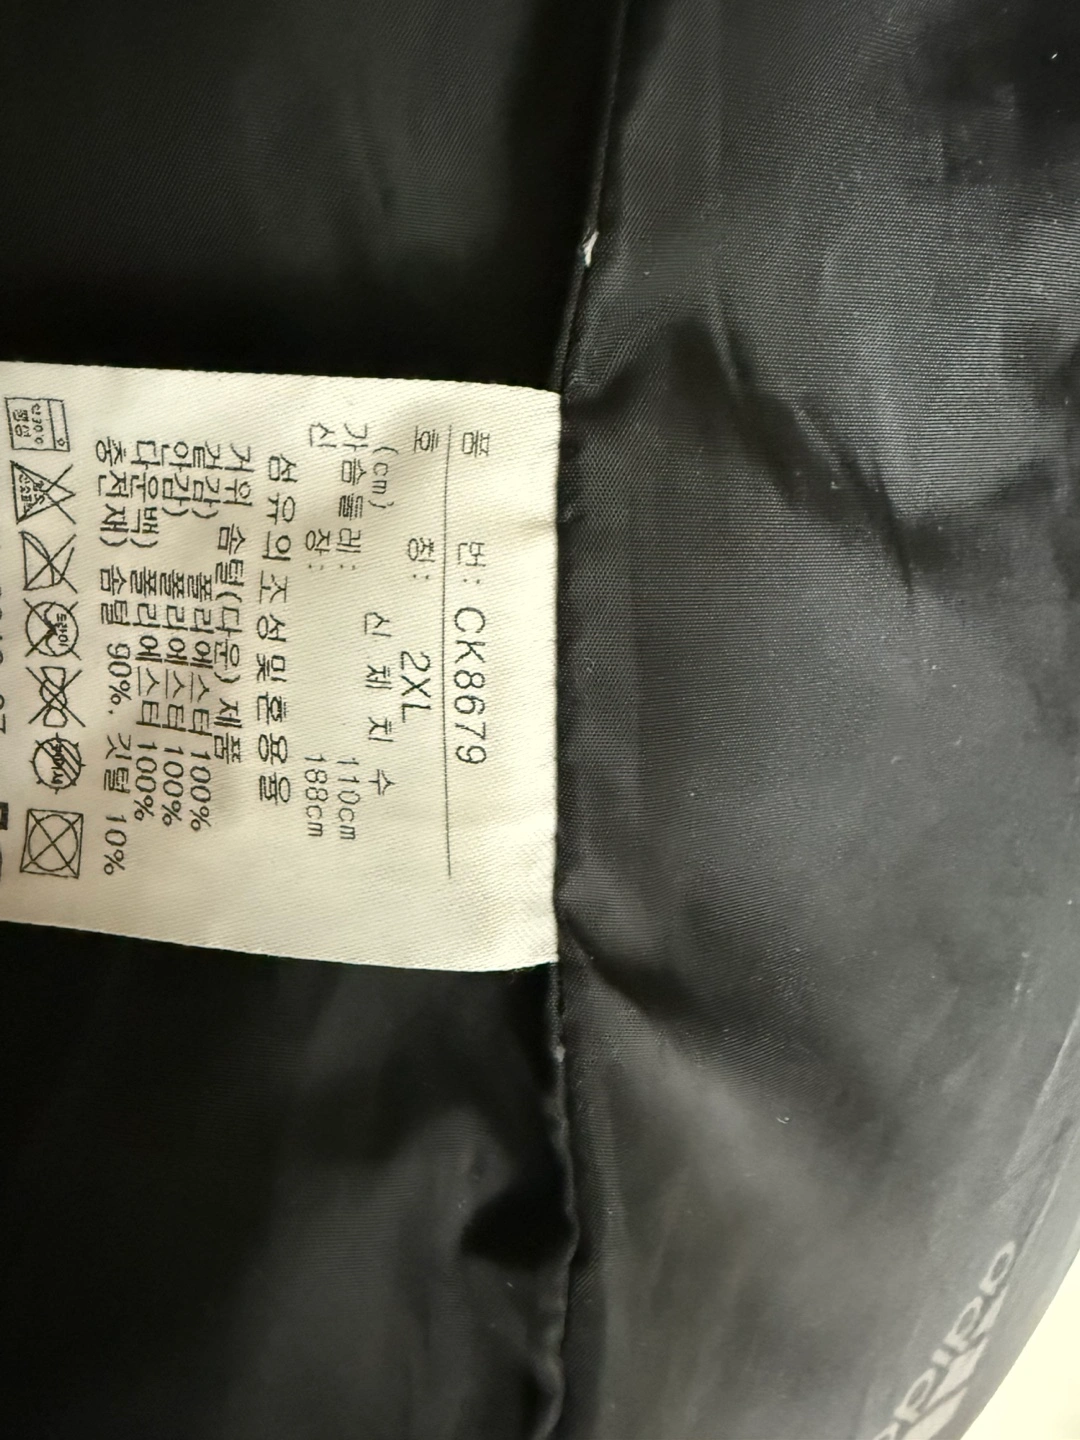 품 번: CK8679
호 칭: 2XL
(cm) 신 체 치 수
가슴둘레: 110cm
신 장: 188cm
섬유의 조성 및 혼용율
거위 솜털(다운) 제품
겉감) 폴리에스터 100%
안감) 폴리에스터 100%
다운백) 폴리에스터 100%
충전재) 솜털 90%. 깃털 10%
adidas